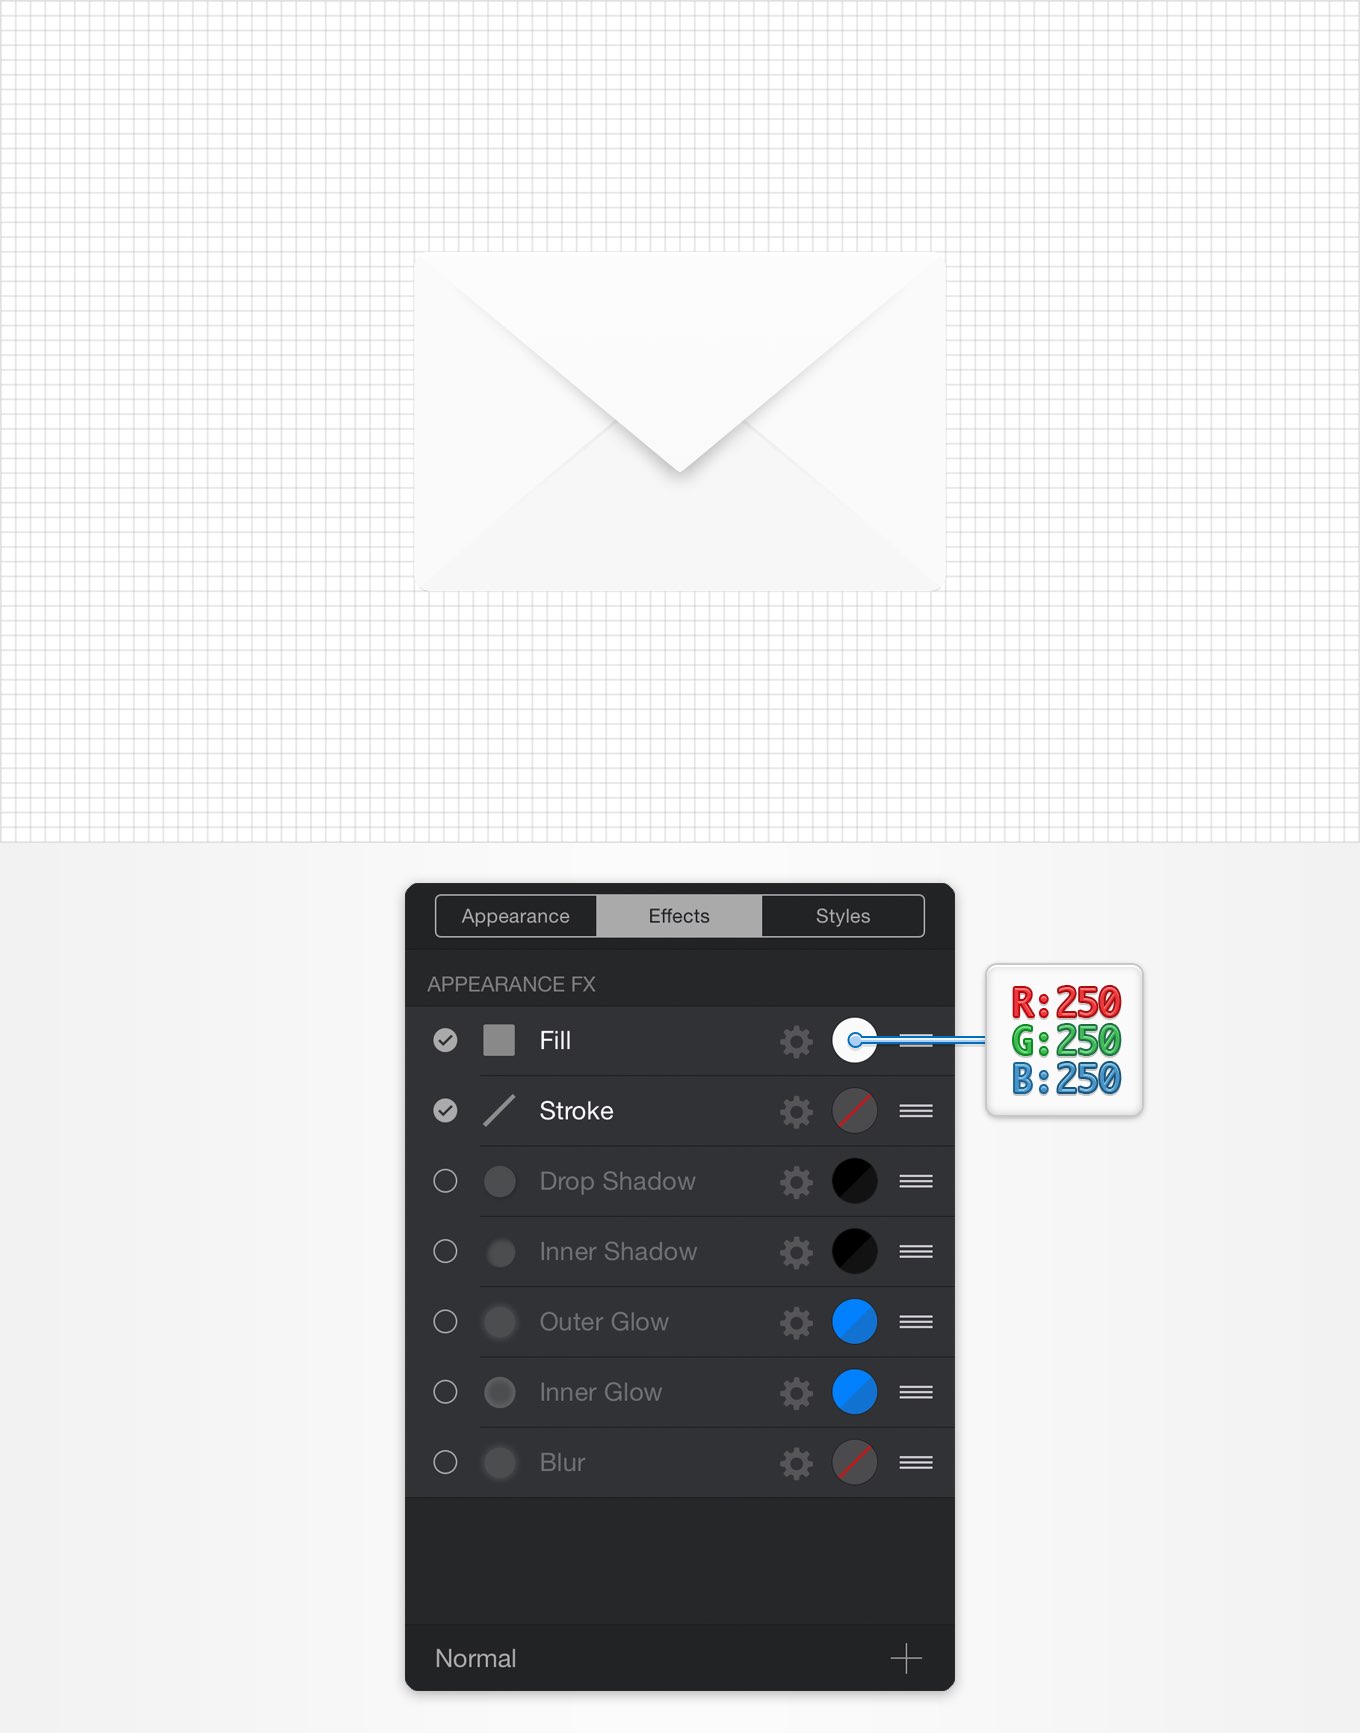 Appearance
Effects
Styles
APPEARANCE FX
Fill
R:250
G:250
B:250
Stroke
Drop Shadow
Inner Shadow
Outer Glow
Inner Glow
Blur
Normal